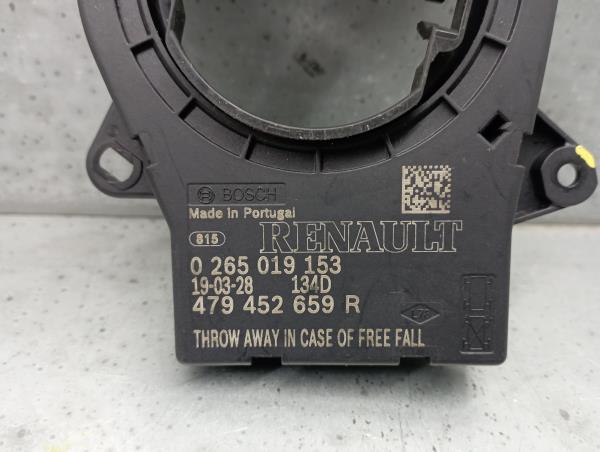 BOSCH
Made in Portugal
815
RENAULT
0 265 019 153
19-03-28 134D
479 452 659 R
THROW AWAY IN CASE OF FREE FALL